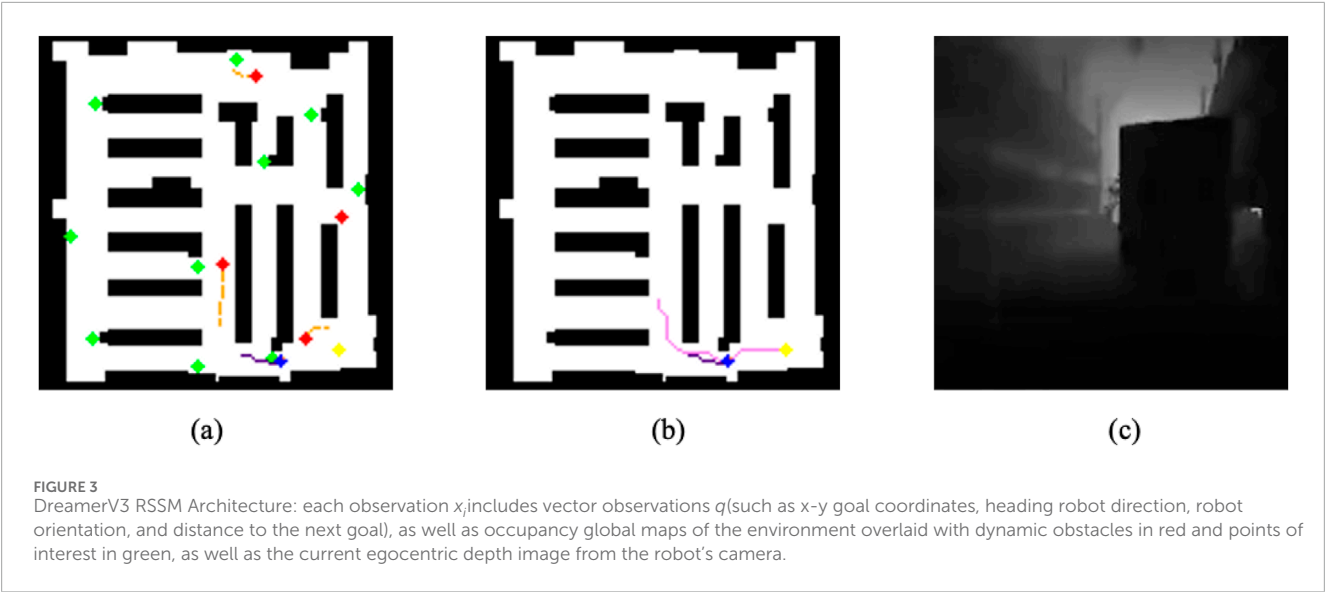 (a)
(b)
(c)
FIGURE 3
DreamerV3 RSSM Architecture: each observation xᵢincludes vector observations q(such as x-y goal coordinates, heading robot direction, robot
orientation, and distance to the next goal), as well as occupancy global maps of the environment overlaid with dynamic obstacles in red and points of
interest in green, as well as the current egocentric depth image from the robot’s camera.